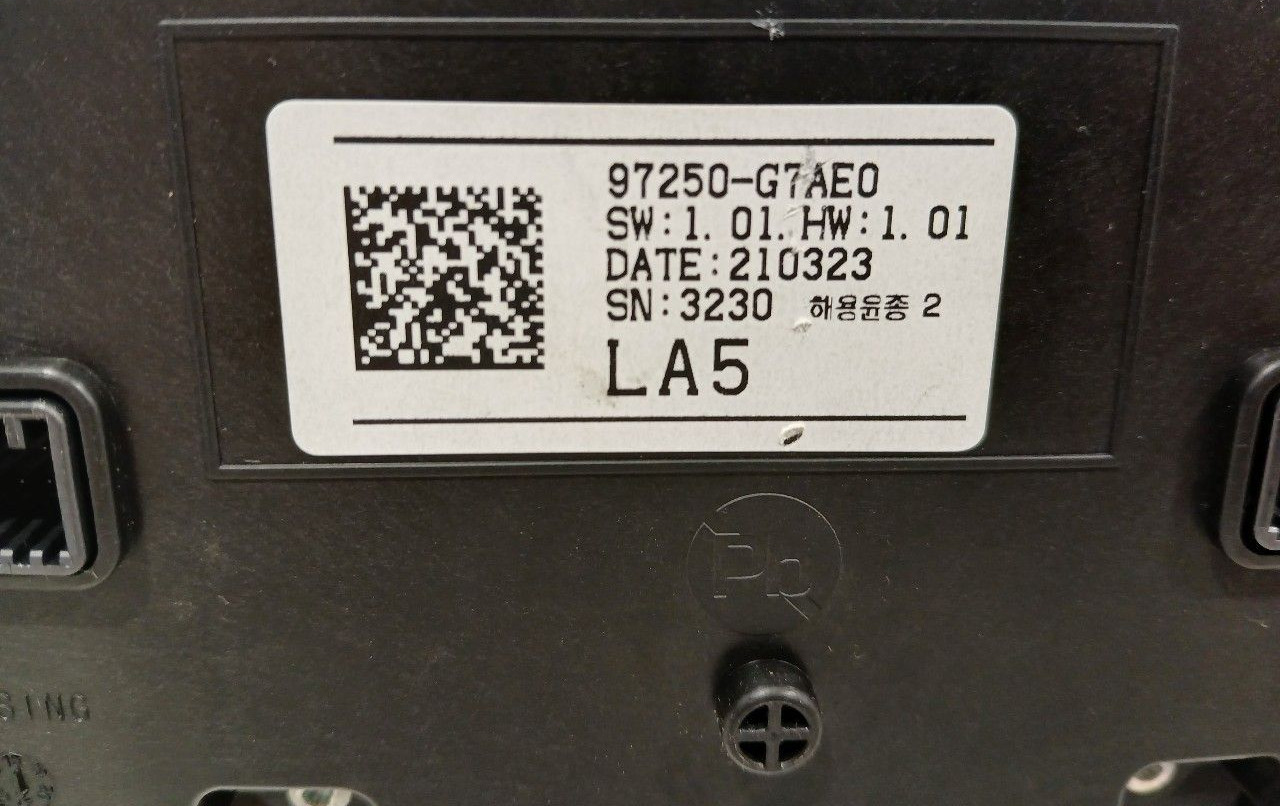 97250-G7AE0
SW:1. 01. HW:1. 01
DATE:210323
SN:3230 해용윤종 2
LA5
Pb
SING